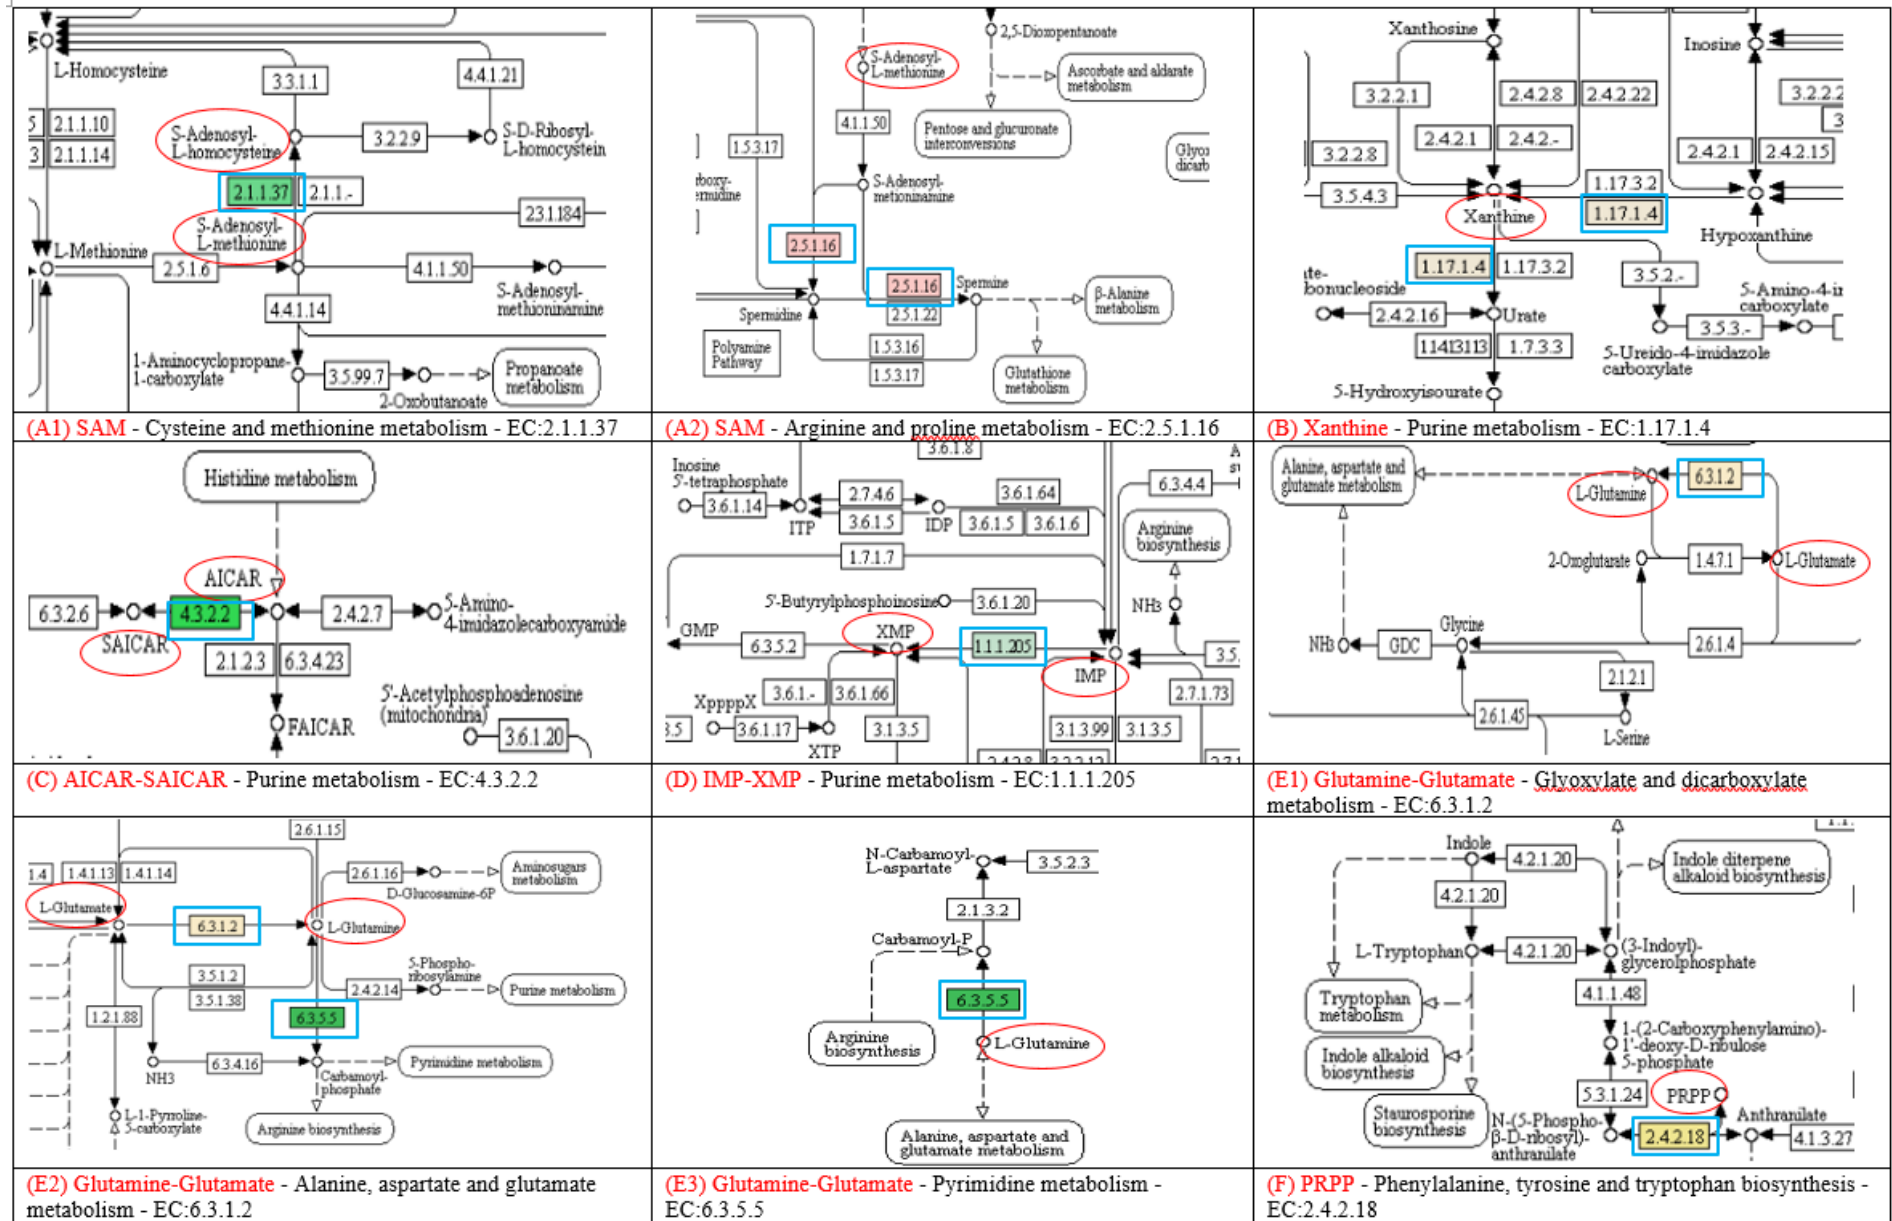 L-Homocysteine
3.3.1.1
4.4.1.21
2.1.1.10
2.1.1.14
S-Adenosyl-
L-homocysteine
3.2.2.9
S-D-Ribosyl-
L-homocystein
2.1.1.37
2.1.1.-
S-Adenosyl-
L-methionine
2.3.1.184
L-Methionine
2.5.1.6
4.1.1.50
S-Adenosyl-
methioninamine
4.4.1.14
1-Aminocyclopropane-
1-carboxylate
3.5.99.7
2-Oxobutanoate
Propanoate
metabolism
(A1) SAM - Cysteine and methionine metabolism - EC:2.1.1.37
2,5-Dioxopentanoate
S-Adenosyl-
L-methionine
Ascorbate and aldarate
metabolism
4.1.1.50
Pentose and glucuronate
interconversions
Glyox
dicarb
1.5.3.17
rboxy-
ermidine
S-Adenosyl-
metioninamine
2.5.1.16
2.5.1.16
Spermine
2.5.1.22
Spermidine
β-Alanine
metabolism
Polyamine
Pathway
1.5.3.16
1.5.3.17
Glutathione
metabolism
(A2) SAM - Arginine and proline metabolism - EC:2.5.1.16
Xanthosine
Inosine
3.2.2.1
2.4.2.8
2.4.2.22
3.2.2.2
2.4.2.1
2.4.2.-
3.2.2.8
2.4.2.1
2.4.2.15
3.5.4.3
1.17.3.2
Xanthine
1.17.1.4
Hypoxanthine
1.17.1.4
1.17.3.2
3.5.2.-
bonucleoside
5-Amino-4-in
carboxylate
2.4.2.16
Urate
3.5.3.-
1.7.3.3
5-Ureido-4-imidazole
carboxylate
5-Hydroxyisourate
(B) Xanthine - Purine metabolism - EC:1.17.1.4
Histidine metabolism
AICAR
6.3.2.6
4.3.2.2
2.4.2.7
5-Amino-
4-imidazolecarboxyamide
SAICAR
2.1.2.3
6.3.4.23
5'-Acetylphosphoadenosine
(mitochondria)
FAICAR
3.6.1.20
(C) AICAR-SAICAR - Purine metabolism - EC:4.3.2.2
3.6.1.8
Inosine
5'-tetraphosphate
3.6.1.14
ITP
2.7.4.6
3.6.1.5
IDP
3.6.1.64
3.6.1.5
3.6.1.6
6.3.4.4
Arginine
biosynthesis
1.7.1.7
5'-Butyrylphosphoinosine
3.6.1.20
NH3
GMP
6.3.5.2
XMP
1.1.1.205
IMP
3.5.
3.6.1.-
3.6.1.66
2.7.1.73
XppppX
3.6.1.17
XTP
3.1.3.5
3.1.3.99
3.1.3.5
(D) IMP-XMP - Purine metabolism - EC:1.1.1.205
Alanine, aspartate and
glutamate metabolism
L-Glutamine
6.3.1.2
2-Oxoglutarate
1.4.7.1
L-Glutamate
NH3
GDC
Glycine
2.6.1.4
2.1.2.1
2.6.1.45
L-Serine
(E1) Glutamine-Glutamate - Glyoxylate and dicarboxylate
metabolism - EC:6.3.1.2
2.6.1.15
1.4
1.4.1.13
1.4.1.14
2.6.1.16
D-Glucosamine-6P
Aminosugars
metabolism
L-Glutamate
6.3.1.2
L-Glutamine
3.5.1.2
3.5.1.38
5-Phospho-
ribosylamine
2.4.2.14
Purine metabolism
1.2.1.88
6.3.5.5
NH3
6.3.4.16
Carbamoyl-
phosphate
Pyrimidine metabolism
L-1-Pyrroline-
5-carboxylate
Arginine biosynthesis
(E2) Glutamine-Glutamate - Alanine, aspartate and glutamate
metabolism - EC:6.3.1.2
N-Carbamoyl-
L-aspartate
3.5.2.3
2.1.3.2
Carbamoyl-P
6.3.5.5
Arginine
biosynthesis
L-Glutamine
Alanine, aspartate and
glutamate metabolism
(E3) Glutamine-Glutamate - Pyrimidine metabolism -
EC:6.3.5.5
Indole
4.2.1.20
Indole diterpene
alkaloid biosynthesis
4.2.1.20
L-Tryptophan
4.2.1.20
(3-Indoyl)-
glycerolphosphate
Tryptophan
metabolism
4.1.1.48
1-(2-Carboxyphenylamino)-
1'-deoxy-D-ribulose
5-phosphate
Indole alkaloid
biosynthesis
5.3.1.24
PRPP
Staurosporine
biosynthesis
N-(5-Phospho-
β-D-ribosyl)-
anthranilate
2.4.2.18
Anthranilate
4.1.3.27
(F) PRPP - Phenylalanine, tyrosine and tryptophan biosynthesis -
EC:2.4.2.18